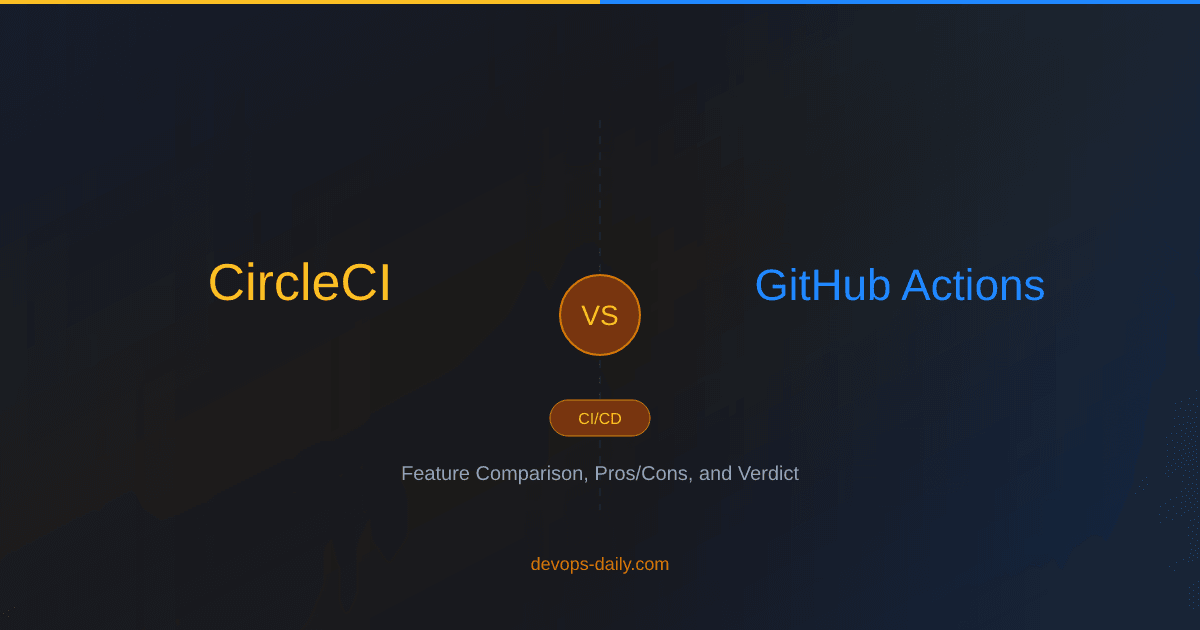 CircleCI
VS
GitHub Actions
CI/CD
Feature Comparison, Pros/Cons, and Verdict
devops-daily.com